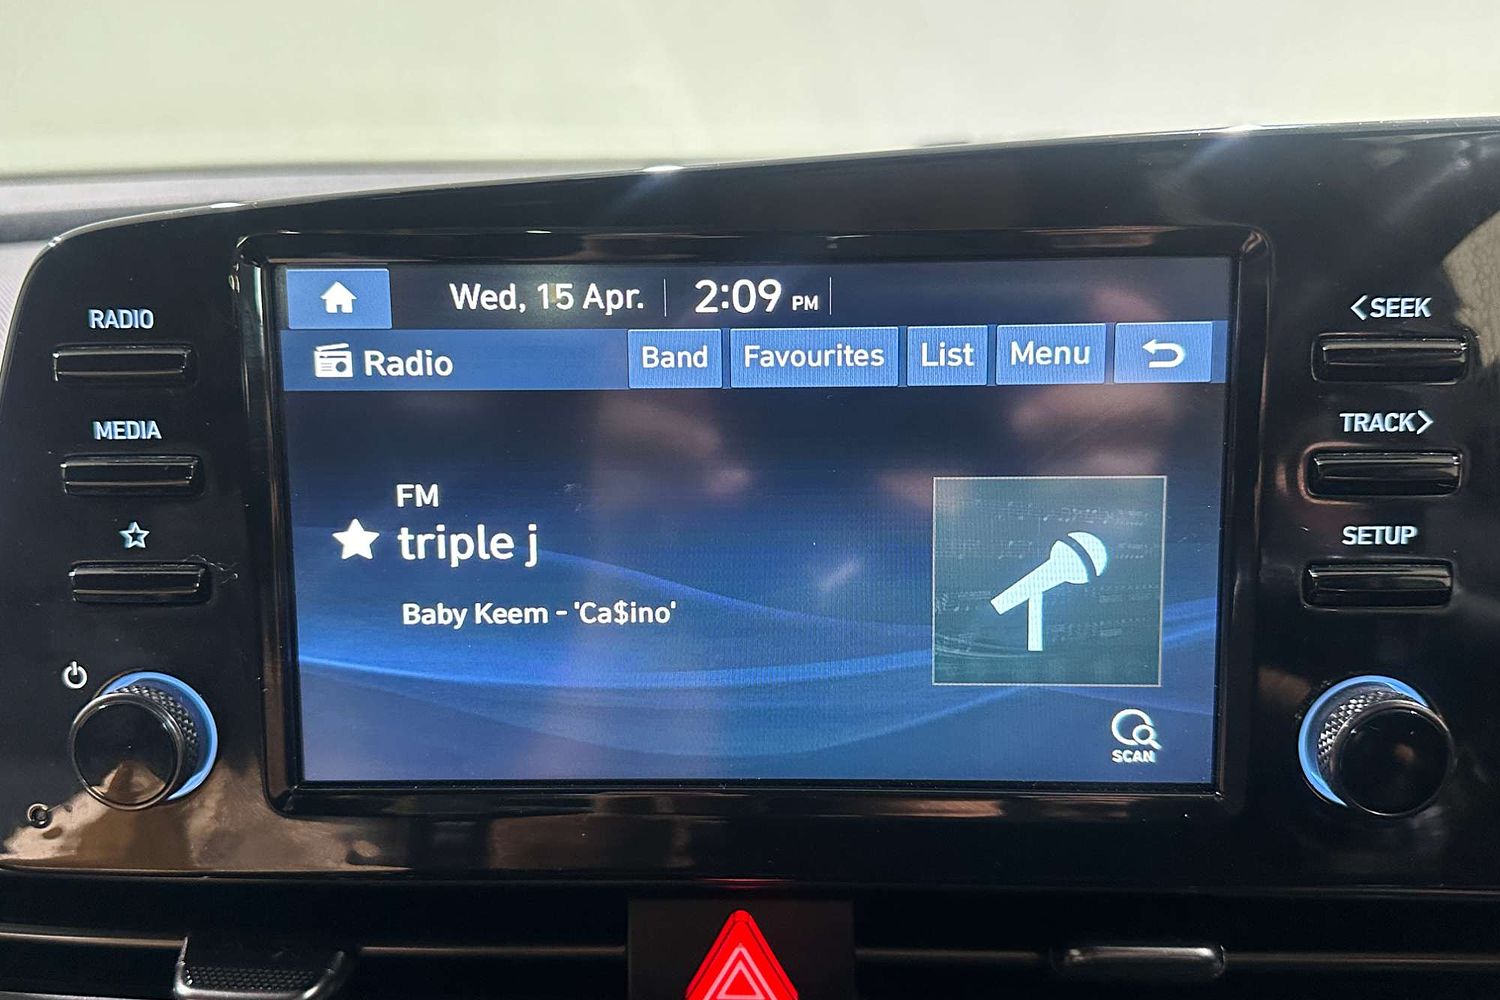 Wed, 15 Apr. 2:09 PM
Radio Band Favourites List Menu
FM
triple j
Baby Keem - 'Ca$ino'
SCAN
RADIO
MEDIA
SEEK
TRACK
SETUP